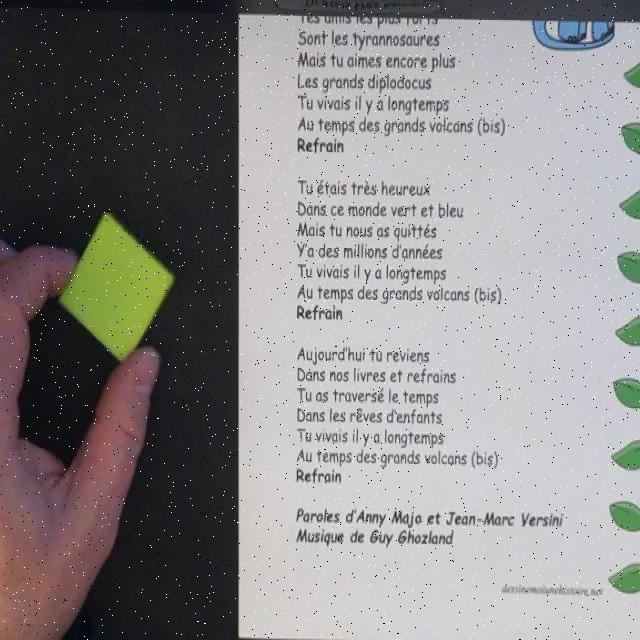 Tes amis les plus forts
Sont les tyrannosaures
Mais tu aimes encore plus
Les grands diplodocus
Tu vivais il y a longtemps
Au temps des grands volcans (bis)
Refrain
Tu étais très heureux
Dans ce monde vert et bleu
Mais tu nous as quittés
Y'a des millions d'années
Tu vivais il y a longtemps
Au temps des grands volcans (bis)
Refrain
Aujourd'hui tu reviens
Dans nos livres et refrains
Tu as traversé le temps
Dans les rêves d'enfants
Tu vivais il y a longtemps
Au temps des grands volcans (bis)
Refrain
Paroles d'Anny Majo et Jean-Marc Versini
Musique de Guy Ghozland
dessinemoiunehistoire.net